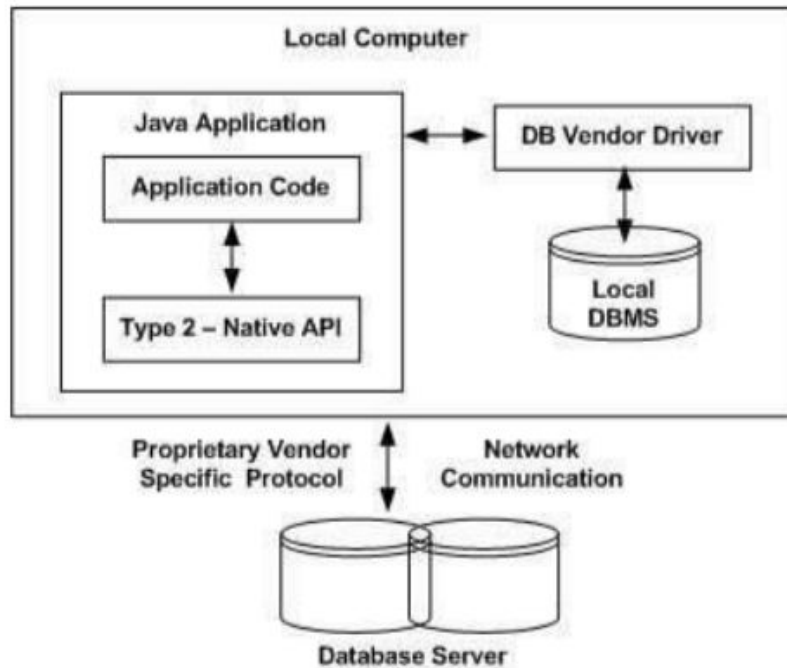 Local Computer
Java Application
DB Vendor Driver
Application Code
Type 2 – Native API
Local
DBMS
Proprietary Vendor
Specific Protocol
Network
Communication
Database Server